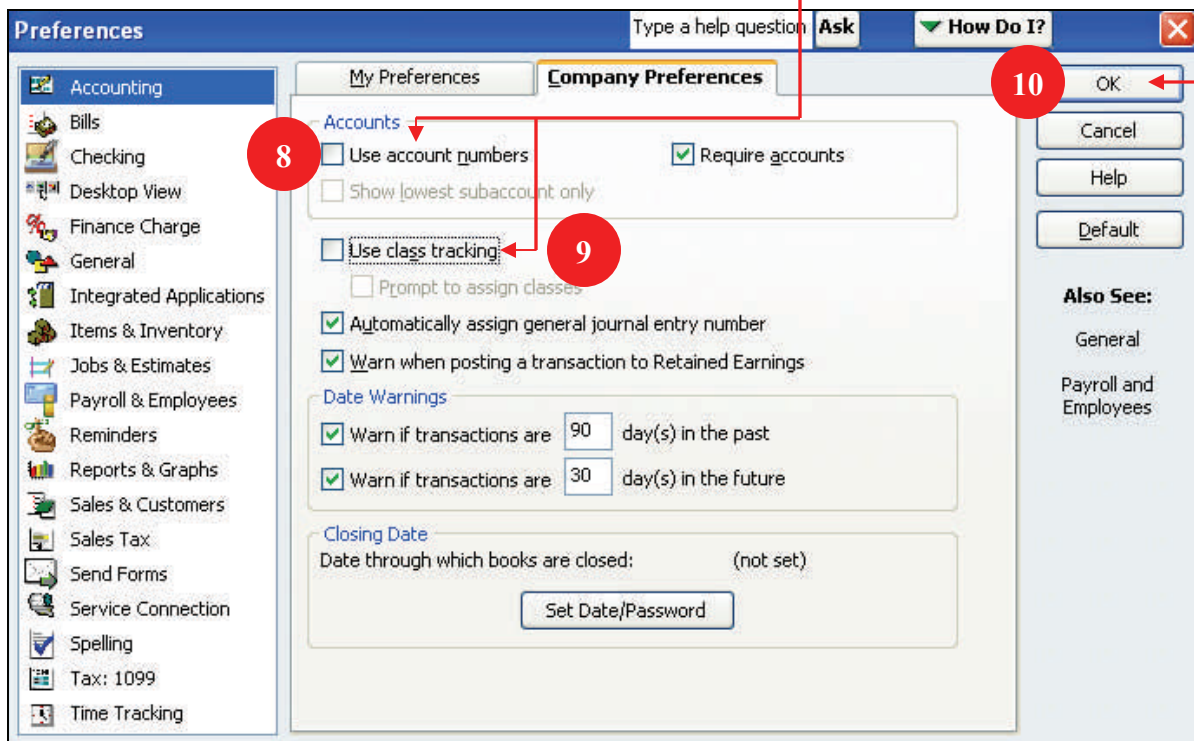 Preferences
Type a help question Ask
How Do I?
Accounting
Bills
Checking
Desktop View
Finance Charge
General
Integrated Applications
Items & Inventory
Jobs & Estimates
Payroll & Employees
Reminders
Reports & Graphs
Sales & Customers
Sales Tax
Send Forms
Service Connection
Spelling
Tax: 1099
Time Tracking
My Preferences
Company Preferences
Accounts
8
Use account numbers
Require accounts
Show lowest subaccount only
Use class tracking
9
Prompt to assign classes
Automatically assign general journal entry number
Warn when posting a transaction to Retained Earnings
Date Warnings
Warn if transactions are 90 day(s) in the past
Warn if transactions are 30 day(s) in the future
Closing Date
Date through which books are closed: (not set)
Set Date/Password
10
OK
Cancel
Help
Default
Also See:
General
Payroll and
Employees